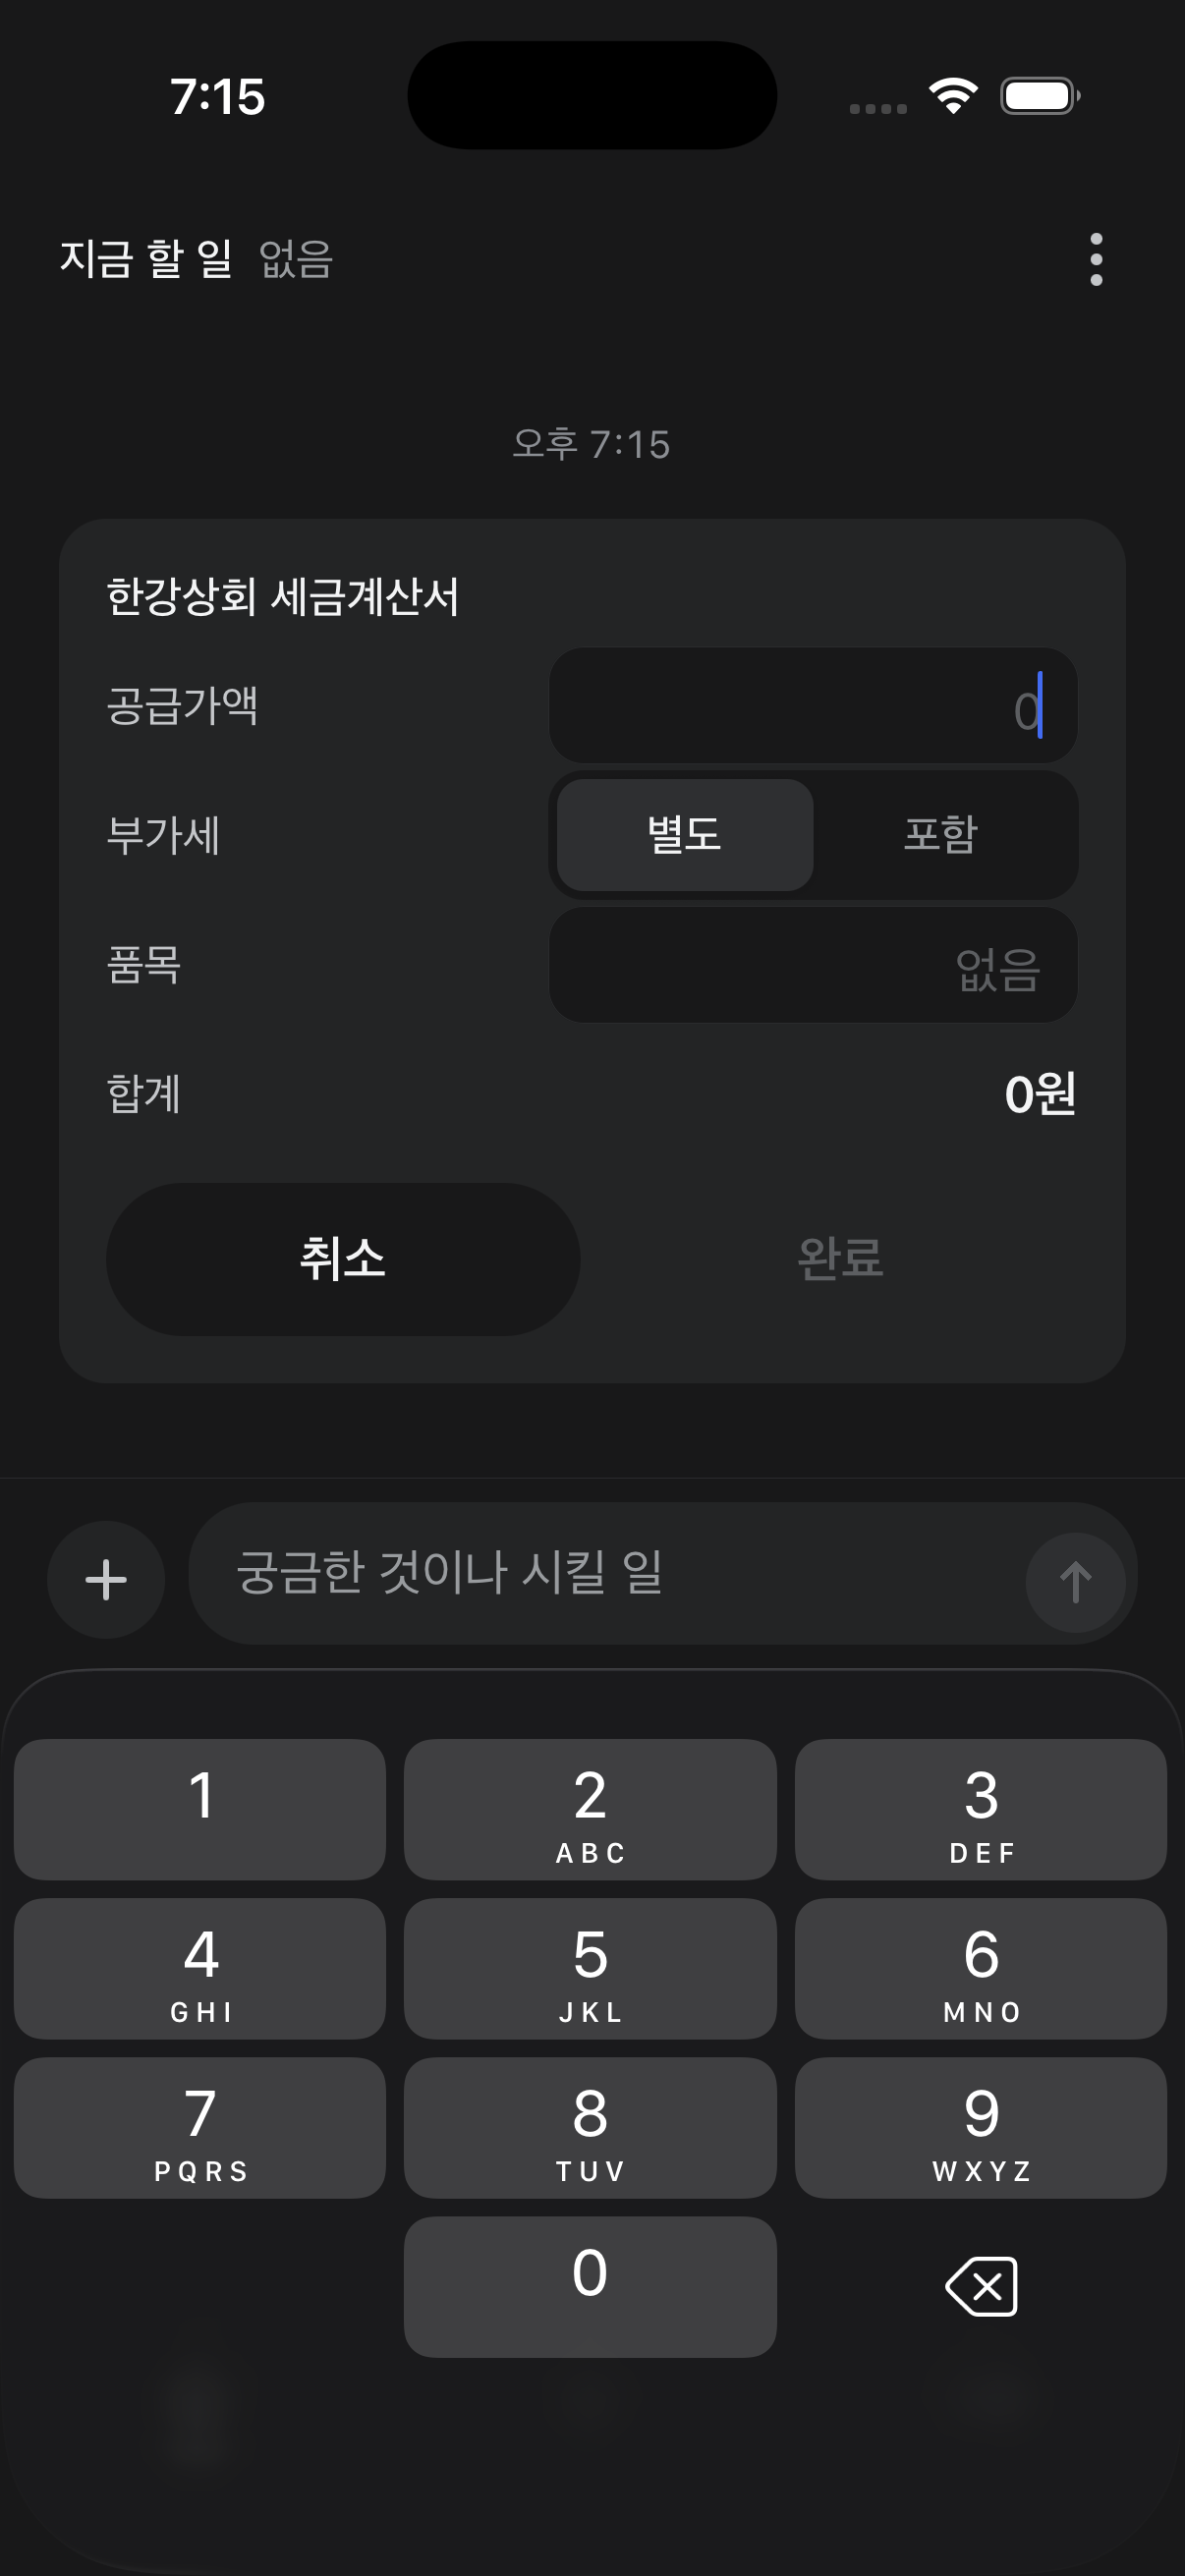 7:15
지금 할 일 없음
오후 7:15
한강상회 세금계산서
공급가액 0
부가세 별도 포함
품목 없음
합계 0원
취소 완료
궁금한 것이나 시킬 일
1 2 3
ABC DEF
4 5 6
GHI JKL MNO
7 8 9
PQRS TUV WXYZ
0